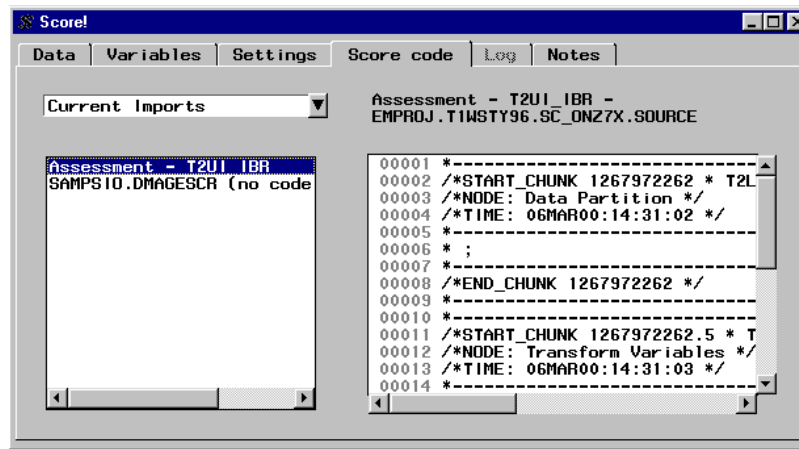 Score!
Data Variables Settings Score code Log Notes
Current Imports
Assessment - T2UI_IBR -
EMPROJ.T1WSTY96.SC_ONZ7X.SOURCE
Assessment - T2UI_IBR
SAMPSIO.DMAGESCR (no code
00001 *-----------------------------------
00002 /*START_CHUNK 1267972262 * T2L
00003 /*NODE: Data Partition */
00004 /*TIME: 06MAR00:14:31:02 */
00005 *-----------------------------------
00006 * ;
00007 *-----------------------------------
00008 /*END_CHUNK 1267972262 */
00009 *-----------------------------------
00010 *-----------------------------------
00011 /*START_CHUNK 1267972262.5 * T
00012 /*NODE: Transform Variables */
00013 /*TIME: 06MAR00:14:31:03 */
00014 *-----------------------------------